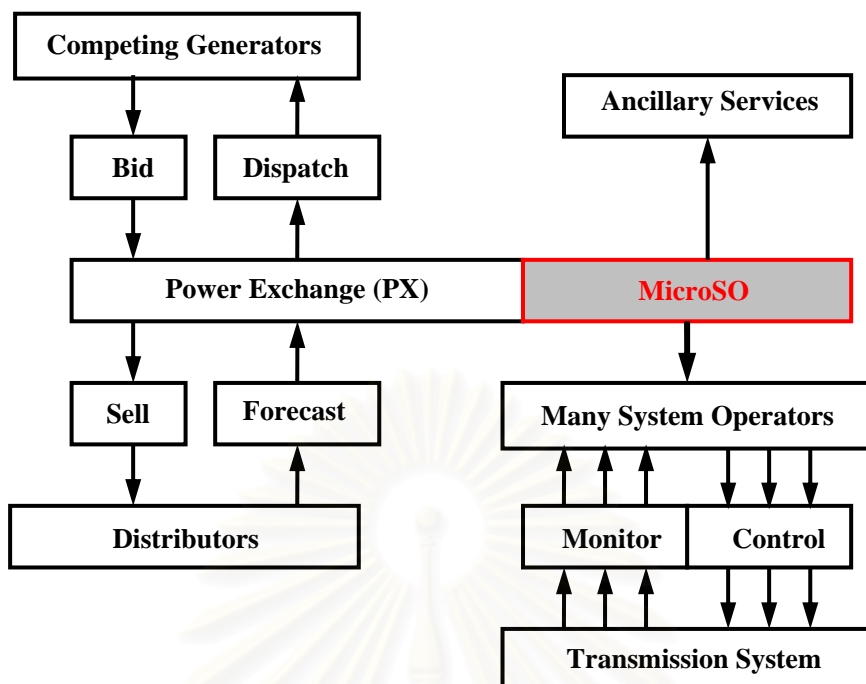 Competing Generators
Ancillary Services
Bid
Dispatch
Power Exchange (PX)
MicroSO
Sell
Forecast
Many System Operators
Distributors
Monitor
Control
Transmission System